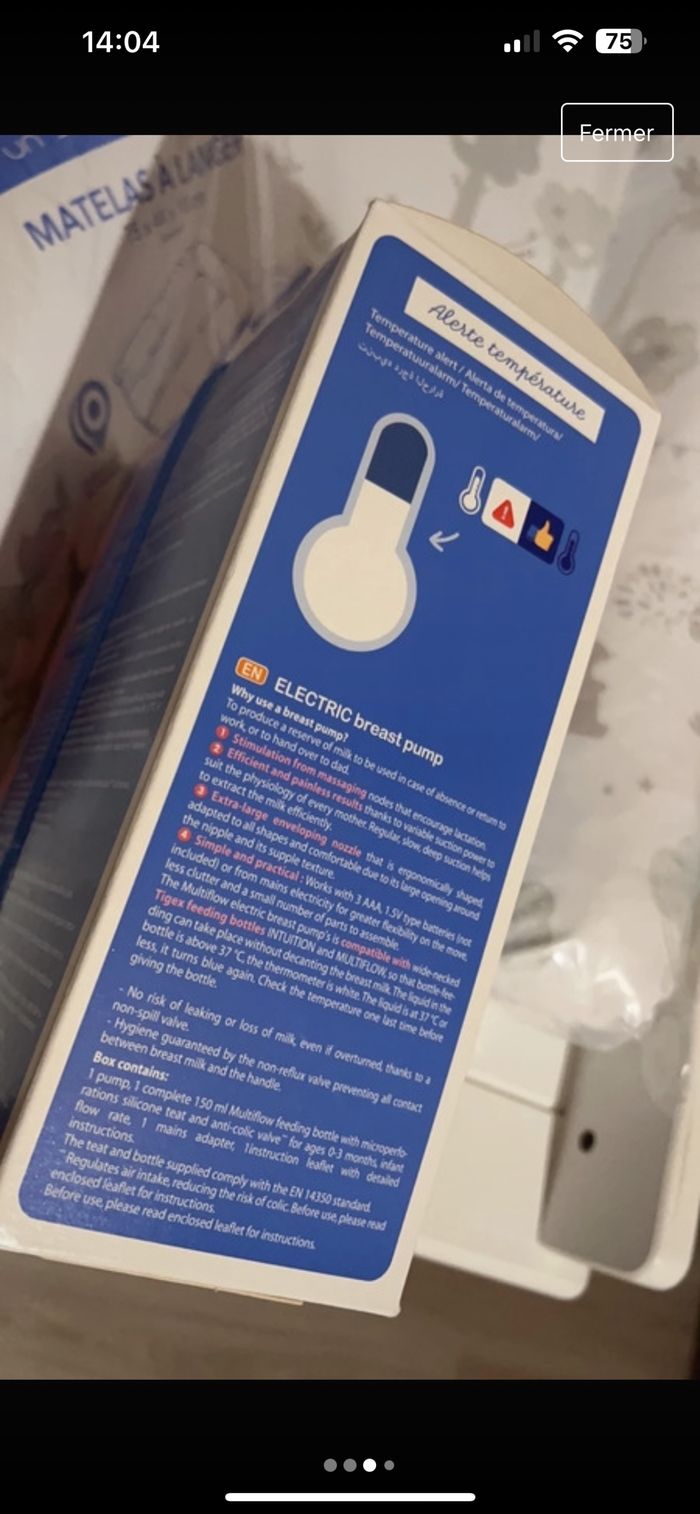 14:04
75
Fermer
MATELAS À LANGER
Alerte température
Temperature alert / Alerta de temperatura/
Temperatuuralarm/ Temperaturalarm/
تنبيه درجة الحرارة
EN ELECTRIC breast pump
Why use a breast pump?
To produce a reserve of milk to be used in case of absence or return to
work, or to hand over to dad.
1 Stimulation from massaging nodes that encourage lactation.
2 Efficient and painless results thanks to variable suction power to
suit the physiology of every mother. Regular, slow, deep suction helps
to extract the milk efficiently.
3 Extra-large enveloping nozzle that is ergonomically shaped,
adapted to all shapes and comfortable due to its large opening around
the nipple and its supple texture.
4 Simple and practical : Works with 3 AAA, 1.5V type batteries (not
included) or from mains electricity for greater flexibility on the move,
less clutter and a small number of parts to assemble.
The Multiflow electric breast pump's is compatible with wide-necked
Tigex feeding bottles INTUITION and MULTIFLOW, so that bottle-fee-
ding can take place without decanting the breast milk. The liquid in the
bottle is above 37 °C, the thermometer is white. The liquid is at 37 °C or
less, it turns blue again. Check the temperature one last time before
giving the bottle.
- No risk of leaking or loss of milk, even if overturned, thanks to a
non-spill valve.
- Hygiene guaranteed by the non-reflux valve preventing all contact
between breast milk and the handle.
Box contains:
1 pump, 1 complete 150 ml Multiflow feeding bottle with microperfo-
rations silicone teat and anti-colic valve** for ages 0-3 months, infant
flow rate, 1 mains adapter, 1instruction leaflet with detailed
instructions.
The teat and bottle supplied comply with the EN 14350 standard.
**Regulates air intake, reducing the risk of colic. Before use, please read
enclosed leaflet for instructions.
Before use, please read enclosed leaflet for instructions.